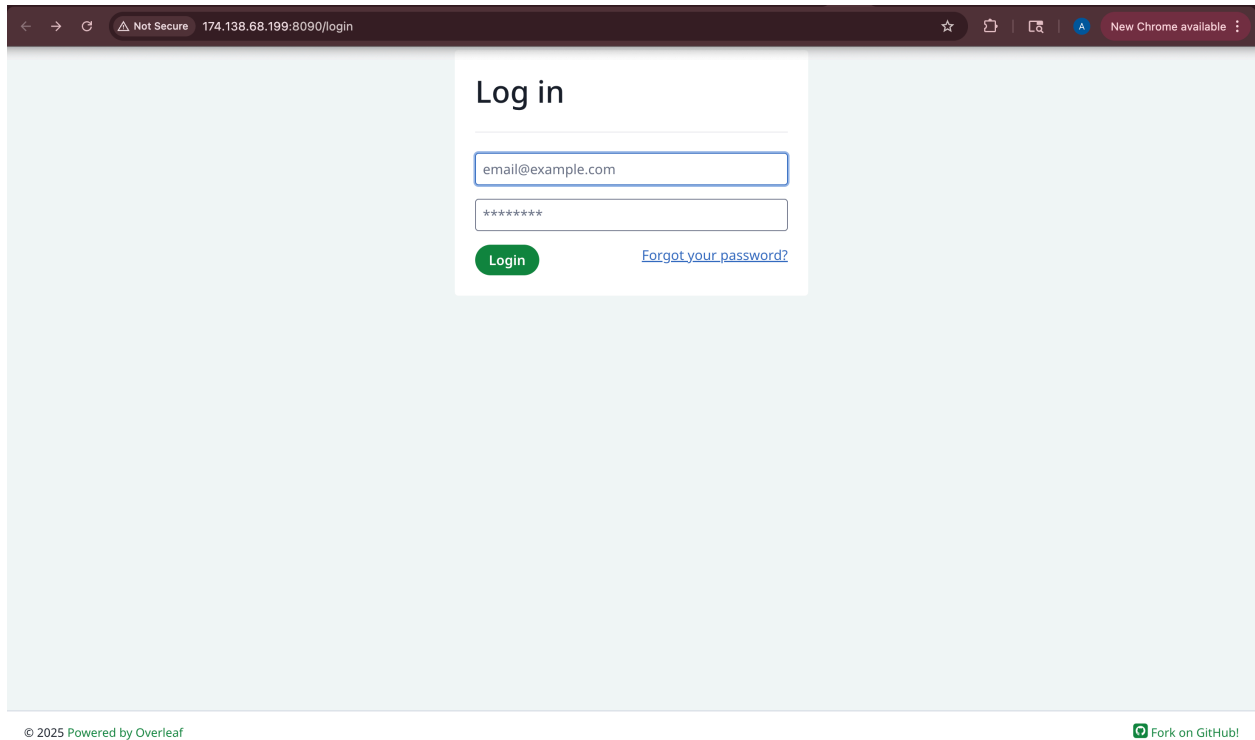 Not Secure 174.138.68.199:8090/login A New Chrome available
Log in
email@example.com
********
Login Forgot your password?
© 2025 Powered by Overleaf Fork on GitHub!